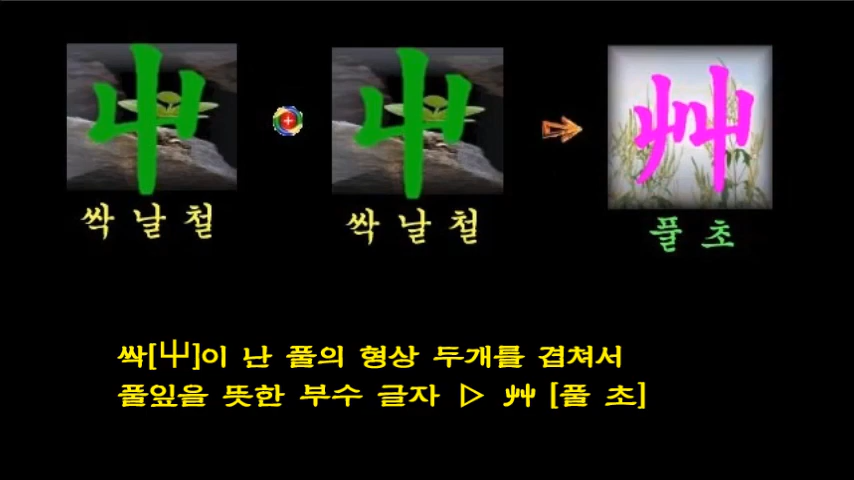 屮 屮 艸
싹 날 철 싹 날 철 풀 초
싹[屮]이 난 풀의 형상 두개를 겹쳐서
풀잎을 뜻한 부수 글자 ▷ 艸 [풀 초]